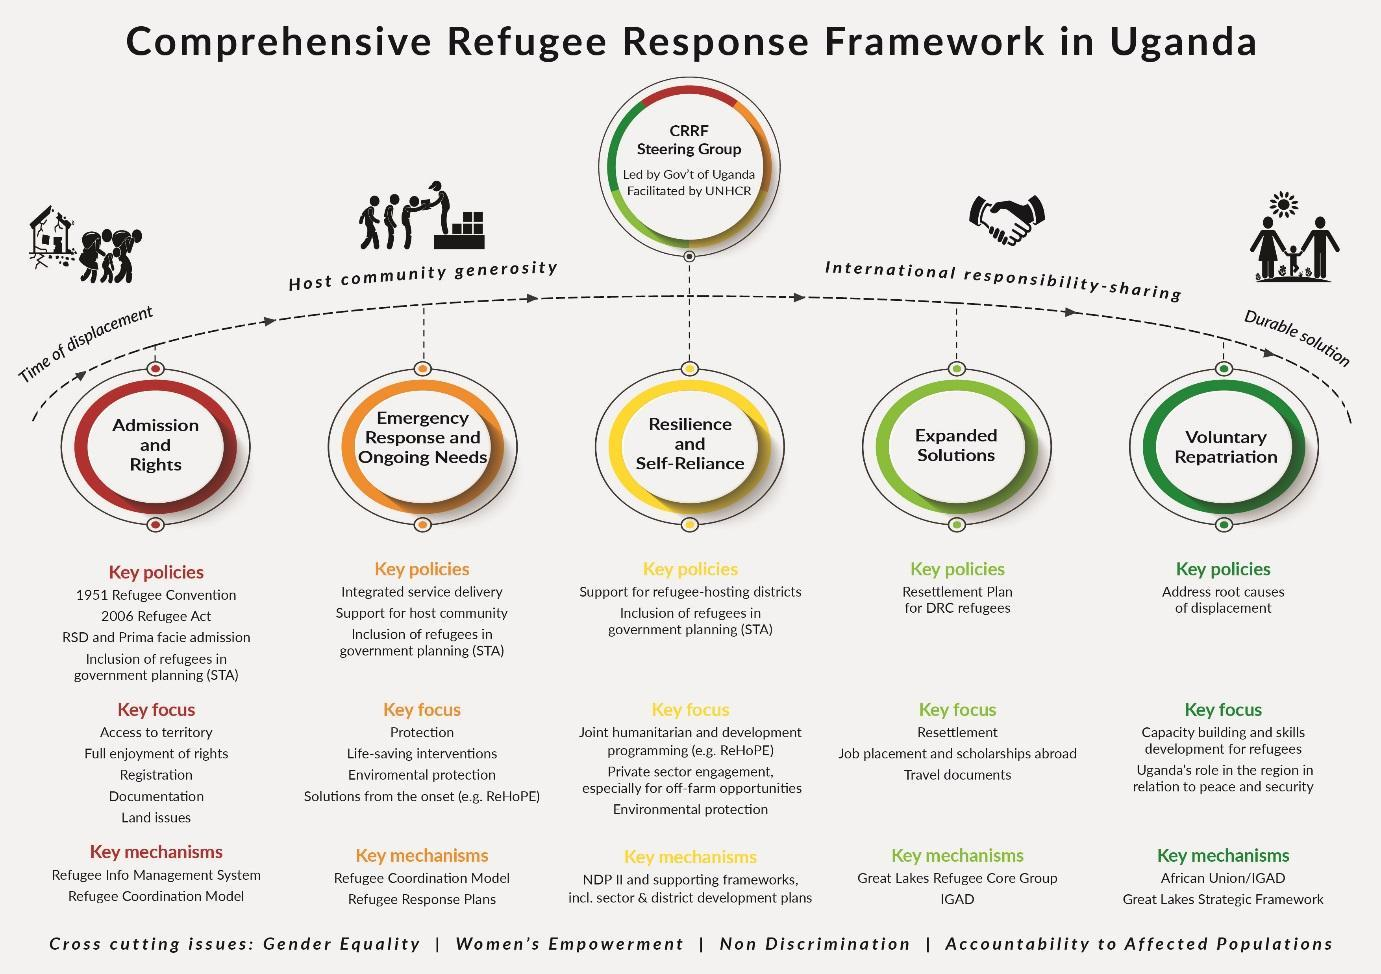 Comprehensive Refugee Response Framework in Uganda
CRRF
Steering Group
Led by Gov't of Uganda
Facilitated by UNHCR
Time of displacement
Host community generosity
International responsibility-sharing
Durable solution
Admission
and
Rights
Key policies
1951 Refugee Convention
2006 Refugee Act
RSD and Prima facie admission
Inclusion of refugees in
government planning (STA)
Key focus
Access to territory
Full enjoyment of rights
Registration
Documentation
Land issues
Key mechanisms
Refugee Info Management System
Refugee Coordination Model
Emergency
Response and
Ongoing Needs
Key policies
Integrated service delivery
Support for host community
Inclusion of refugees in
government planning (STA)
Key focus
Protection
Life-saving interventions
Enviromental protection
Solutions from the onset (e.g. ReHoPE)
Key mechanisms
Refugee Coordination Model
Refugee Response Plans
Resilience
and
Self-Reliance
Key policies
Support for refugee-hosting districts
Inclusion of refugees in
government planning (STA)
Key focus
Joint humanitarian and development
programming (e.g. ReHoPE)
Private sector engagement,
especially for off-farm opportunities
Environmental protection
Key mechanisms
NDP II and supporting frameworks,
incl. sector & district development plans
Expanded
Solutions
Key policies
Resettlement Plan
for DRC refugees
Key focus
Resettlement
Job placement and scholarships abroad
Travel documents
Key mechanisms
Great Lakes Refugee Core Group
IGAD
Voluntary
Repatriation
Key policies
Address root causes
of displacement
Key focus
Capacity building and skills
development for refugees
Uganda's role in the region in
relation to peace and security
Key mechanisms
African Union/IGAD
Great Lakes Strategic Framework
Cross cutting issues: Gender Equality | Women's Empowerment | Non Discrimination | Accountability to Affected Populations